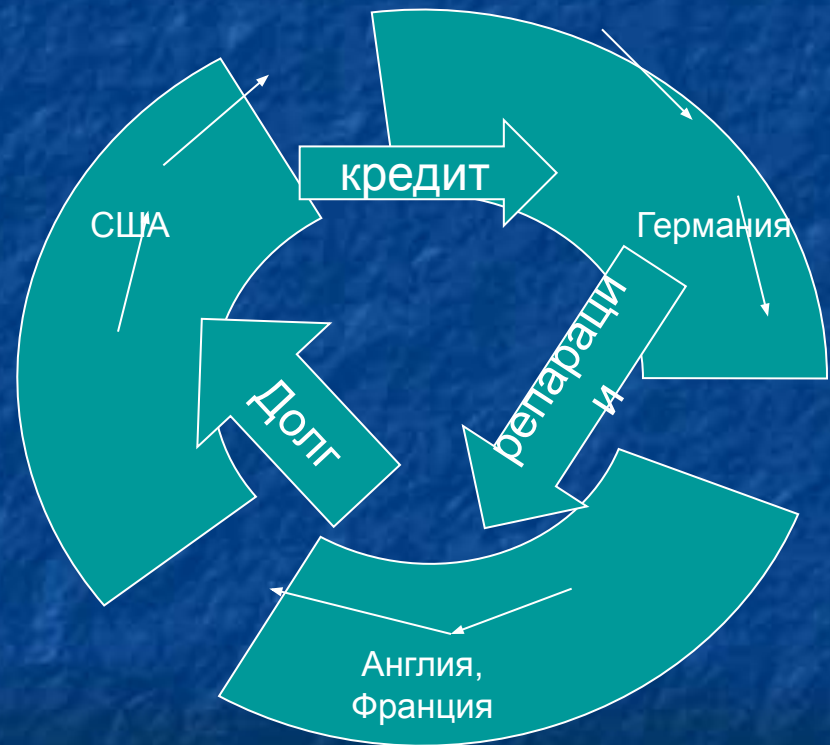 кредит
США
Германия
репараци
и
Долг
Англия,
Франция